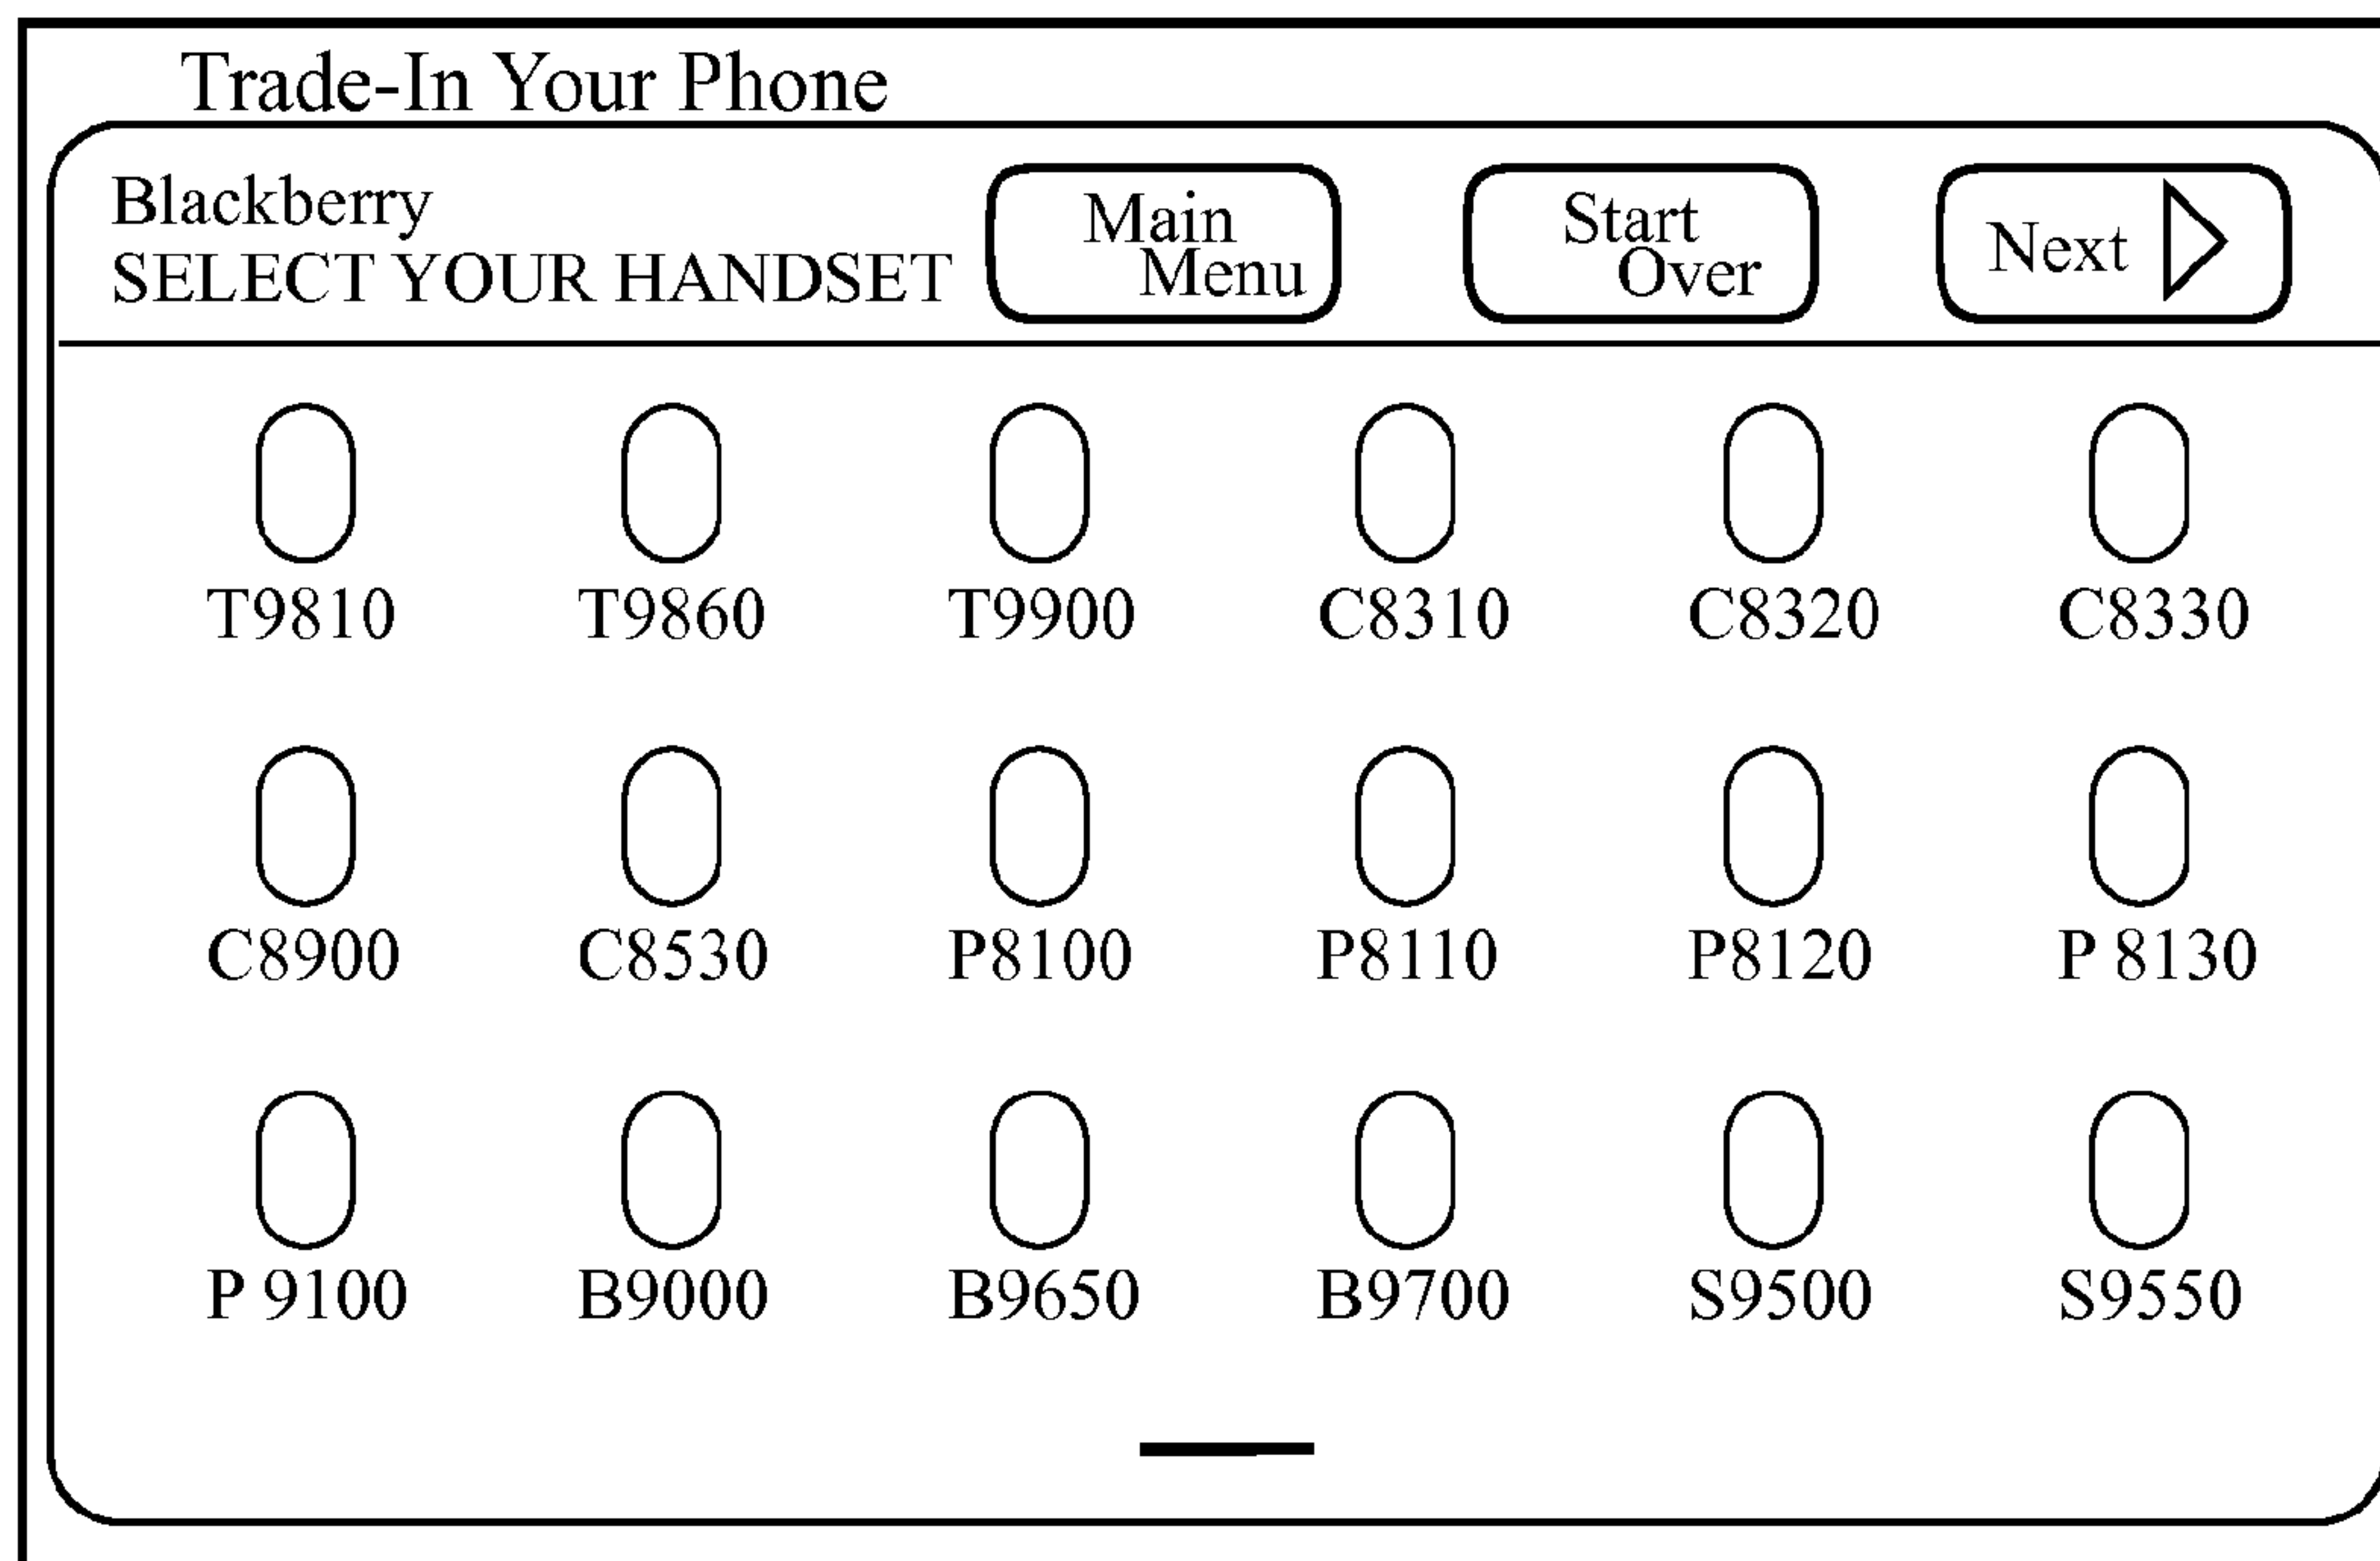 Trade-In Your Phone
Blackberry
SELECT YOUR HANDSET
Main
Menu
Start
Over
Next
T9810 T9860 T9900 C8310 C8320 C8330
C8900 C8530 P8100 P8110 P8120 P 8130
P 9100 B9000 B9650 B9700 S9500 S9550